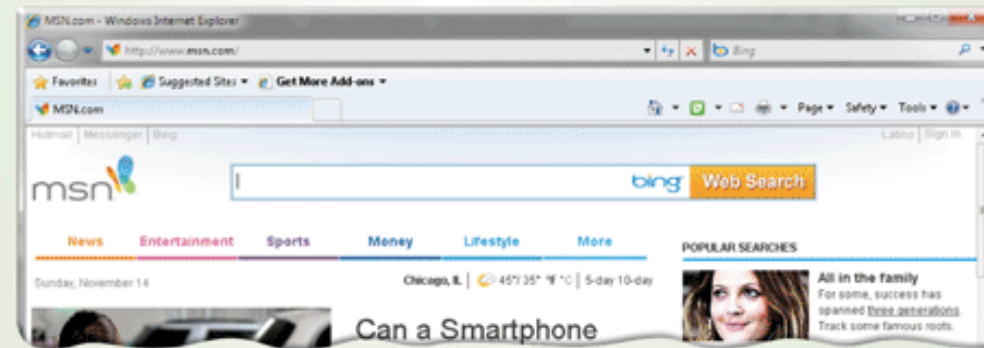 MSN.com - Windows Internet Explorer
http://www.msn.com/
Bing
Favorites Suggested Sites Get More Add-ons
MSN.com
Page Safety Tools
Hotmail | Messenger | Bing
Latino | Sign in
msn
bing Web Search
News Entertainment Sports Money Lifestyle More
POPULAR SEARCHES
Sunday, November 14
Chicago, IL | 45°/35° °F °C | 5-day 10-day
All in the family
For some, success has
spanned three generations.
Track some famous roots.
Can a Smartphone